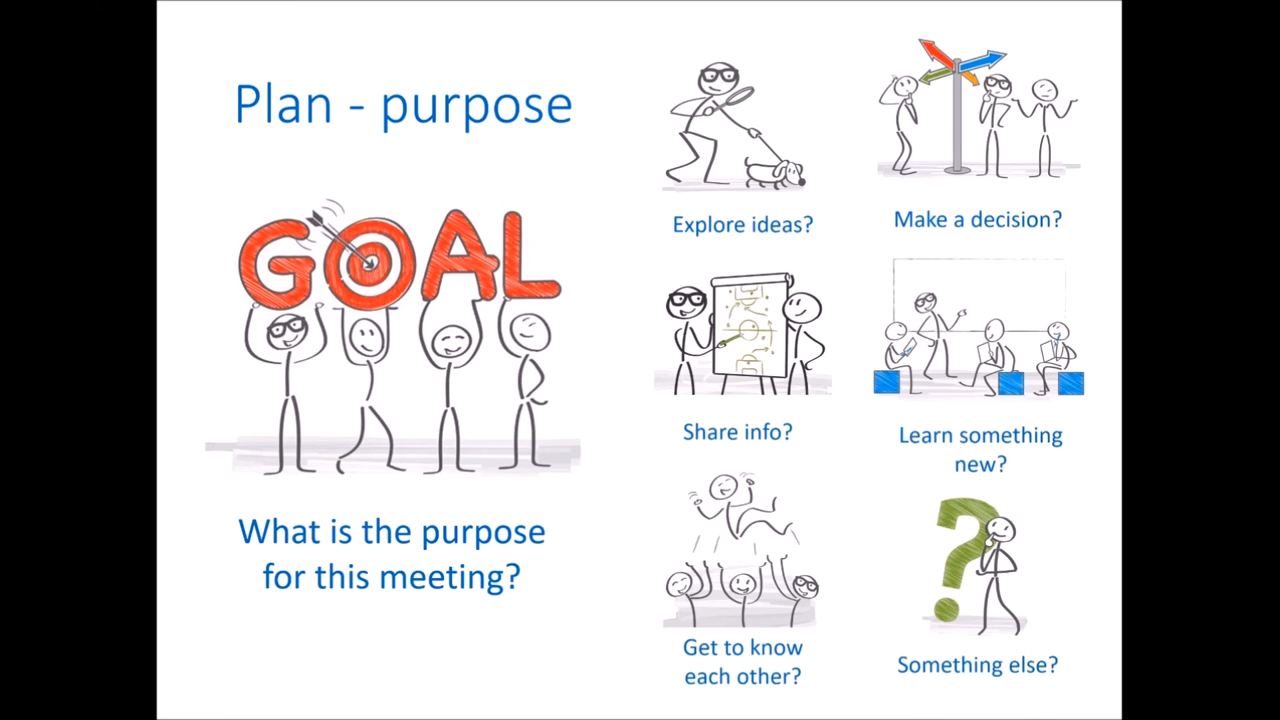 Plan - purpose
GOAL
What is the purpose
for this meeting?
Explore ideas?
Make a decision?
Share info?
Learn something
new?
Get to know
each other?
?
Something else?